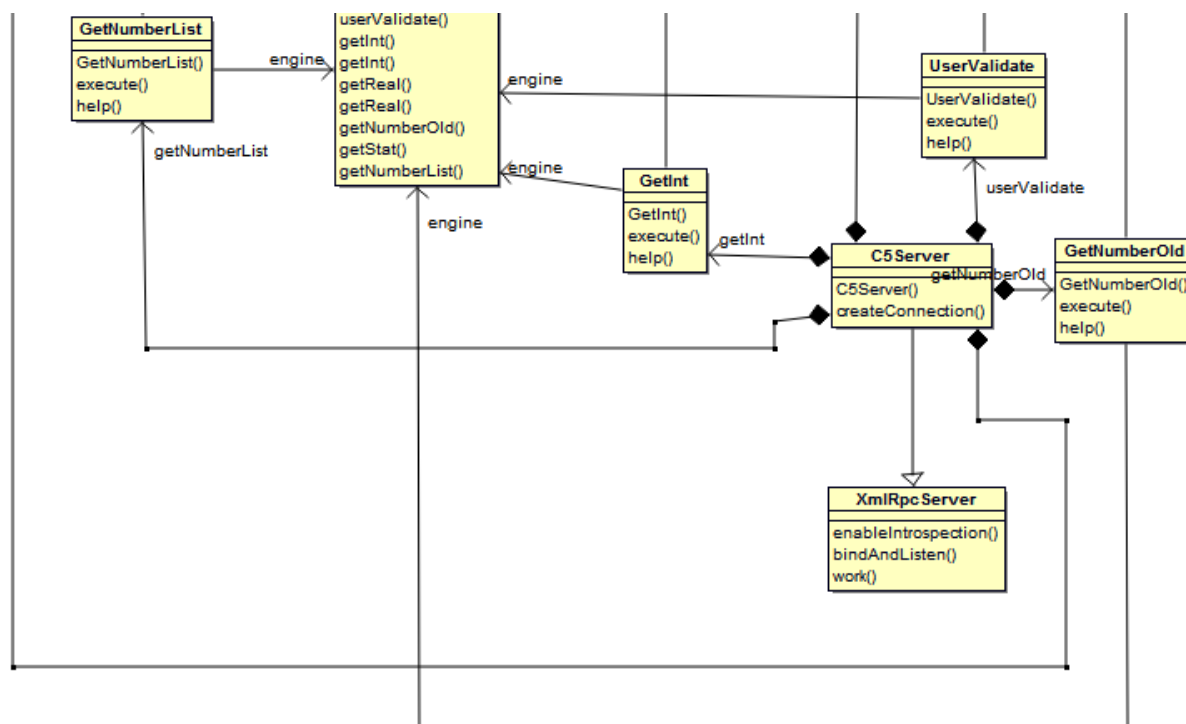 GetNumberList
GetNumberList()
execute()
help()
engine
userValidate()
getInt()
getInt()
getReal()
getReal()
getNumberOld()
getStat()
getNumberList()
engine
UserValidate
UserValidate()
execute()
help()
getNumberList
engine
GetInt
GetInt()
execute()
help()
userValidate
engine
getInt
C5Server
C5Server()
createConnection()
getNumberOld
GetNumberOld
GetNumberOld()
execute()
help()
XmlRpcServer
enableIntrospection()
bindAndListen()
work()